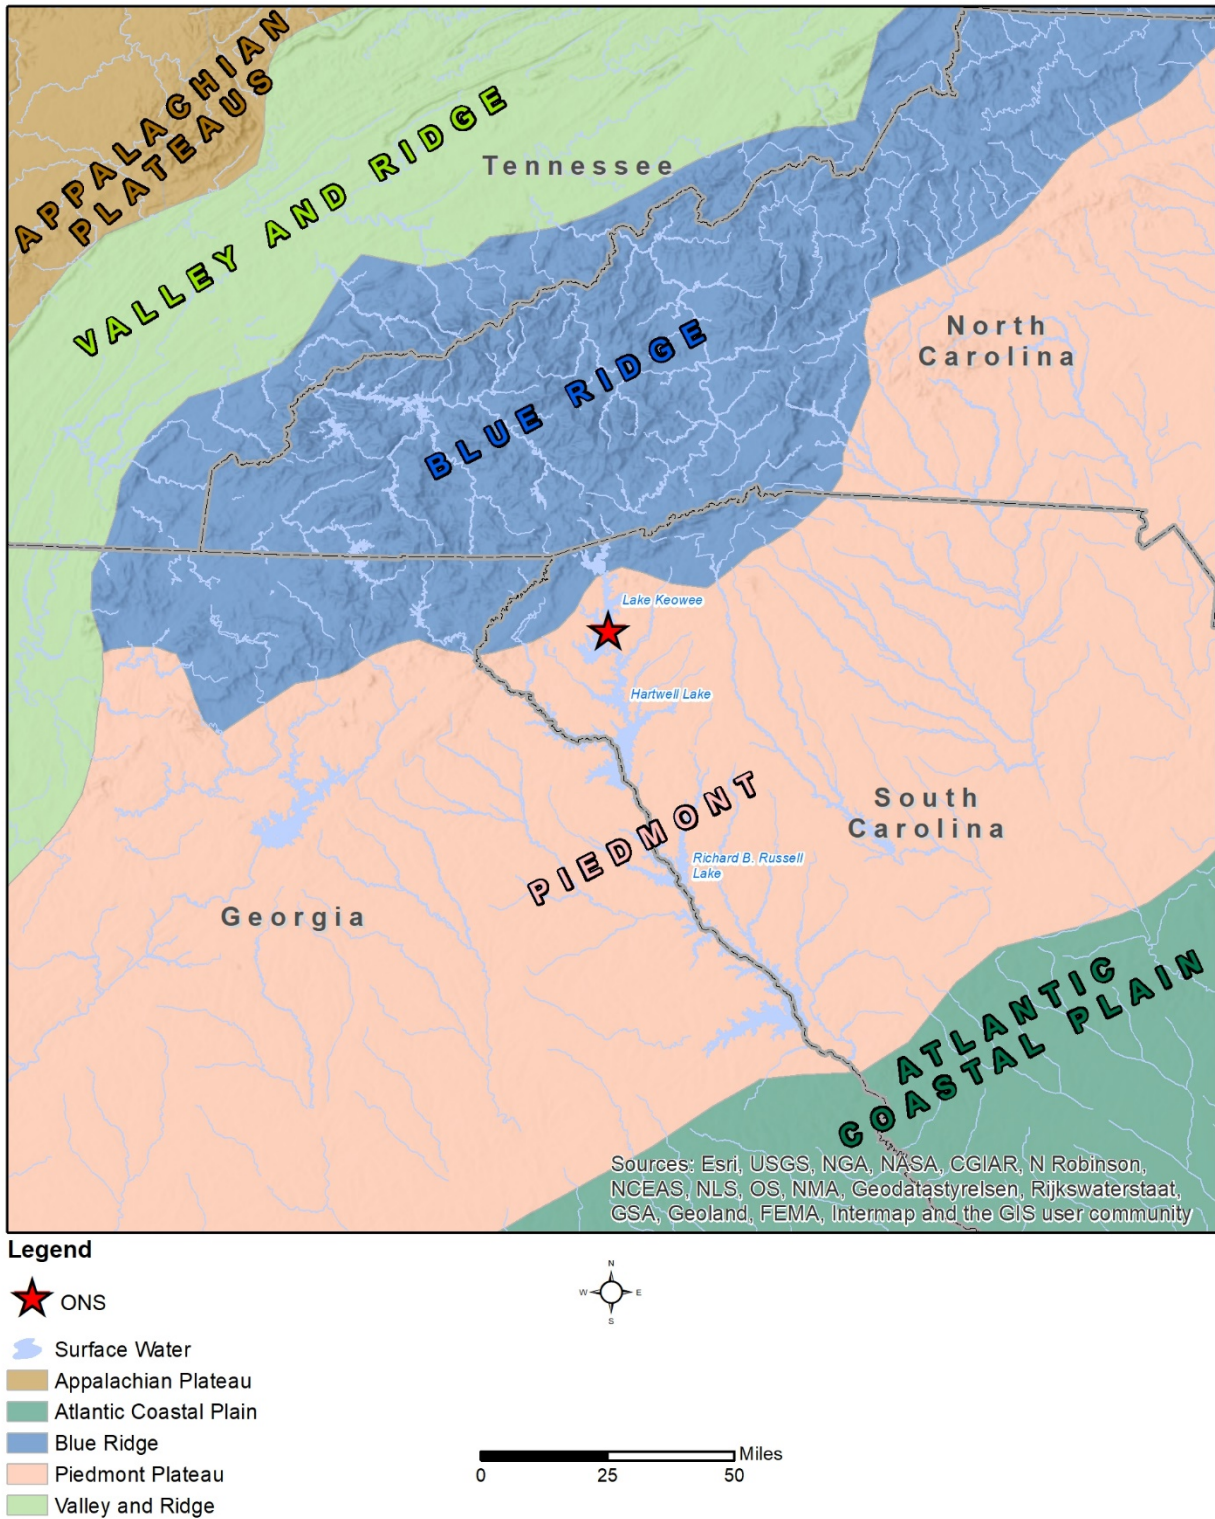 APPALACHIAN
PLATEAUS
VALLEY AND RIDGE
Tennessee
BLUE RIDGE
North
Carolina
Lake Keowee
Hartwell Lake
PIEDMONT
South
Carolina
Richard B. Russell
Lake
Georgia
ATLANTIC
COASTAL PLAIN
Sources: Esri, USGS, NGA, NASA, CGIAR, N Robinson,
NCEAS, NLS, OS, NMA, Geodatastyrelsen, Rijkswaterstaat,
GSA, Geoland, FEMA, Intermap and the GIS user community
Legend
ONS
Surface Water
Appalachian Plateau
Atlantic Coastal Plain
Blue Ridge
Piedmont Plateau
Valley and Ridge
N
W E
S
Miles
0 25 50